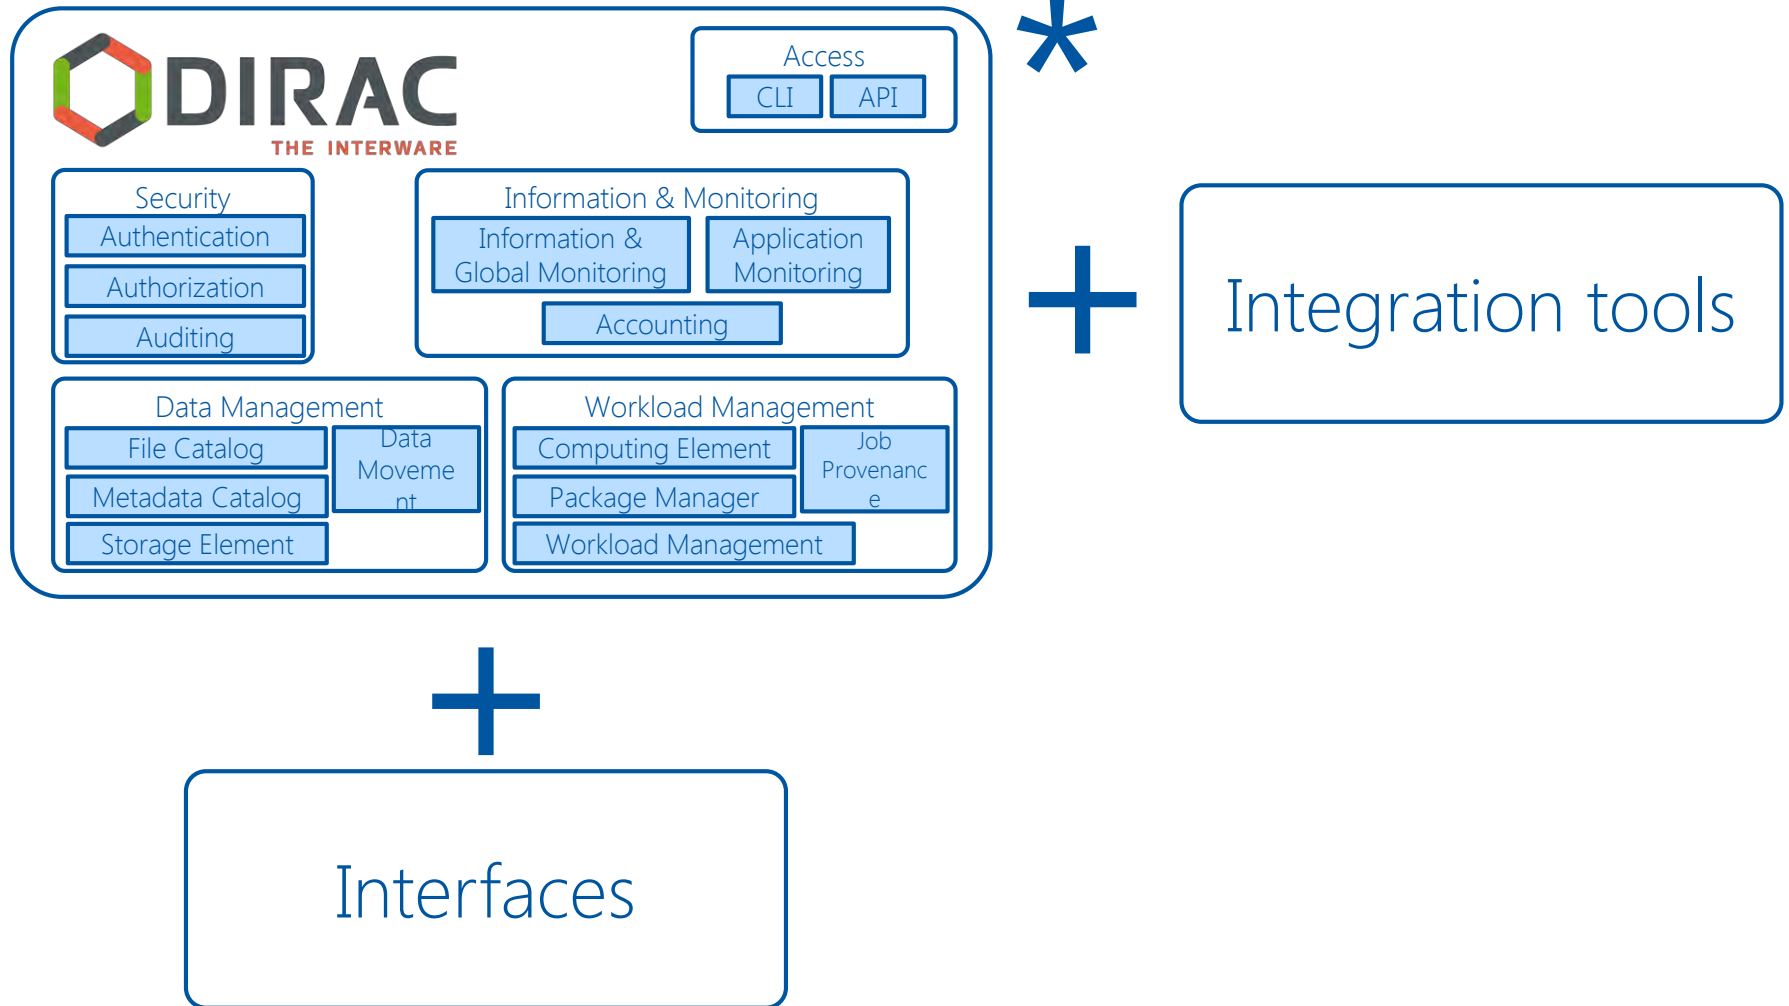 DIRAC
THE INTERWARE
Access
CLI
API
*
Security
Authentication
Authorization
Auditing
Information & Monitoring
Information &
Global Monitoring
Application
Monitoring
Accounting
+
Integration tools
Data Management
File Catalog
Metadata Catalog
Storage Element
Data
Moveme
nt
Workload Management
Computing Element
Package Manager
Workload Management
Job
Provenanc
e
+
Interfaces